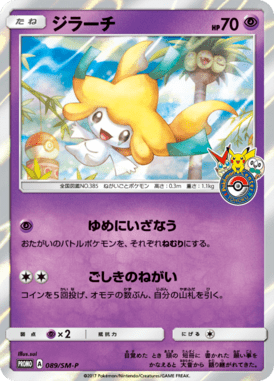 たね ジラーチ HP70
全国図鑑NO.385 ねがいごとポケモン 高さ:0.3m 重さ:1.1kg
ゆめにいざなう
おたがいのバトルポケモンを、それぞれねむりにする。
ごしきのねがい
コインを5回投げ、オモテの数ぶん、自分の山札を引く。
弱点 ×2 抵抗力 にげる
PROMO A 089/SM-P
©2017 Pokémon/Nintendo/Creatures/GAME FREAK.